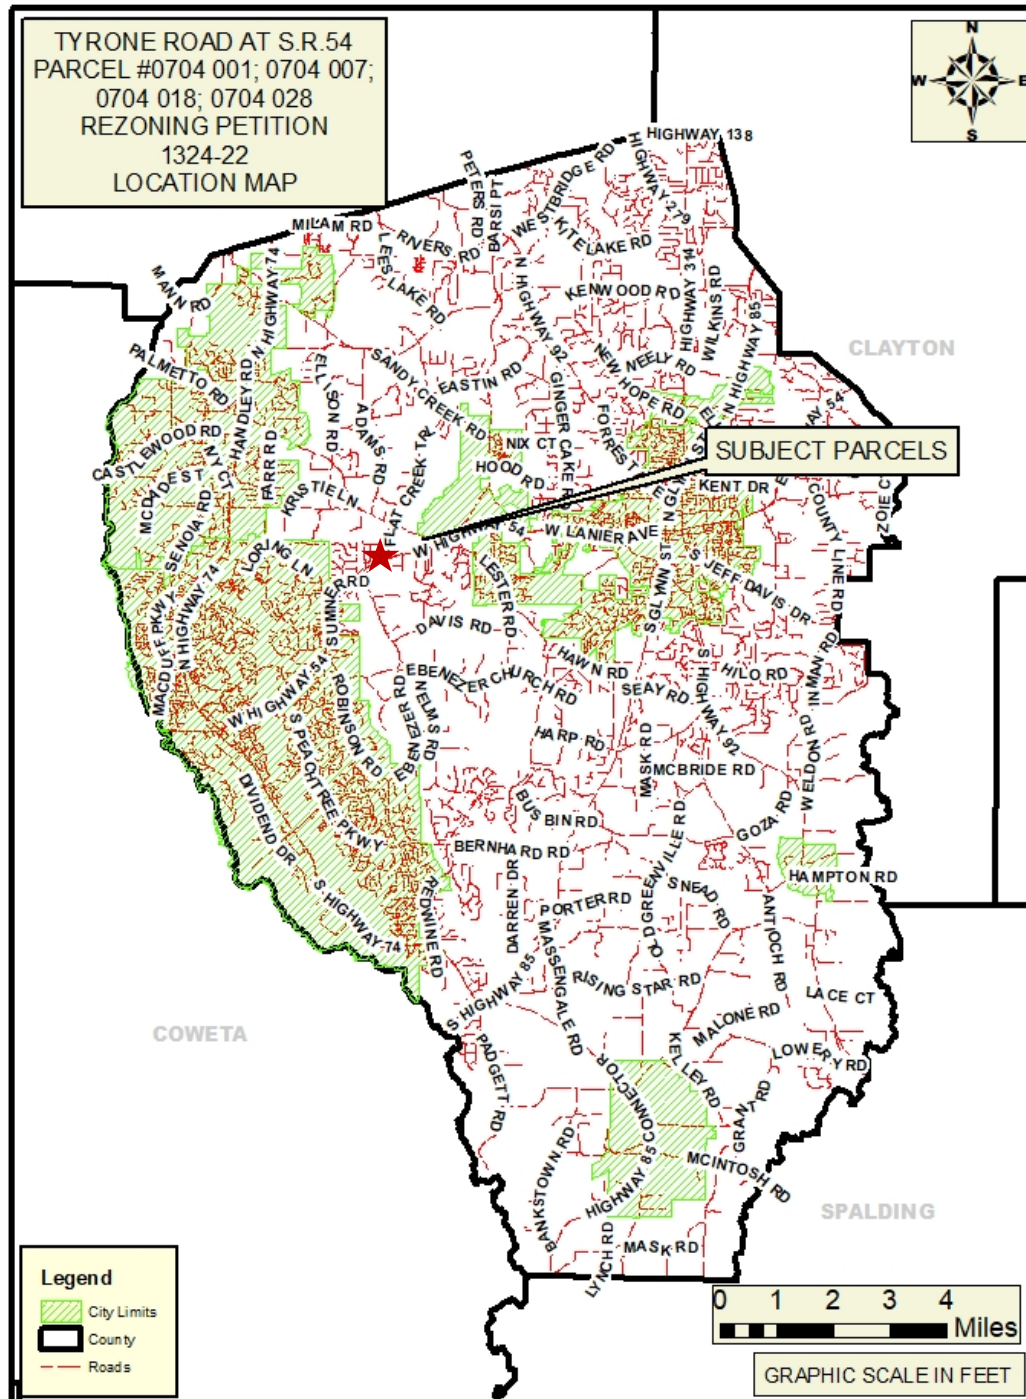 TYRONE ROAD AT S.R.54
PARCEL #0704 001; 0704 007;
0704 018; 0704 028
REZONING PETITION
1324-22
LOCATION MAP
N
W
E
S
HIGHWAY 138
PETERS RD
BARSI PT
WESTBRIDGE RD
HIGHWAY 279
MILAM RD
LEES LAKE RD
RIVERS RD
KITE LAKE RD
HIGHWAY 314
MANN RD
N HIGHWAY 74
N HIGHWAY 92
KENWOOD RD
WILKINS RD
N HIGHWAY 85
CLAYTON
PALMETTO RD
HANDLEY RD
ELLISON RD
SANDY CREEK RD
EASTIN RD
NEW HOPE RD
NEELY RD
ADAMS RD
GINGER CAKE RD
FORREST
CASTLEWOOD RD
NY CT
FARR RD
FLAT CREEK TRL
NIX CT
HOOD RD
SUBJECT PARCELS
MCDADE ST
SENOIA RD
KRISTIE LN
KENT DR
COUNTY LINE RD
ZOIE CT
W HIGHWAY 54
W LANIER AVE
LORING LN
LESTER RD
S GLYNN ST
S JEFF DAVIS DR
MACDUFF PKWY
N HIGHWAY 74
SUMNER RD
DAVIS RD
INMAN RD
EBENEZER CHURCH RD
HAWN RD
SEAY RD
S HIGHWAY 92
HILO RD
W HIGHWAY 54
ROBINSON RD
EBENEZER RD
S PEACHTREE PKWY
HARP RD
MASK RD
MCBRIDE RD
WELDON RD
DIVIDEND DR
BUSBIN RD
GOZA RD
BERNHARD RD
OLD GREENVILLE RD
HAMPTON RD
S HIGHWAY 74
REDWINE RD
DARREN DR
PORTER RD
SNEAD RD
ANTIOCH RD
MASSENGALE RD
RISING STAR RD
LACE CT
S HIGHWAY 85
MALONE RD
COWETA
PADGETT RD
KELLEY RD
LOWERY RD
HIGHWAY 85 CONNECTOR
GRANT RD
MCINTOSH RD
BANKSTOWN RD
SPALDING
LYNCH RD
MASK RD
Legend
City Limits
County
Roads
0 1 2 3 4
Miles
GRAPHIC SCALE IN FEET